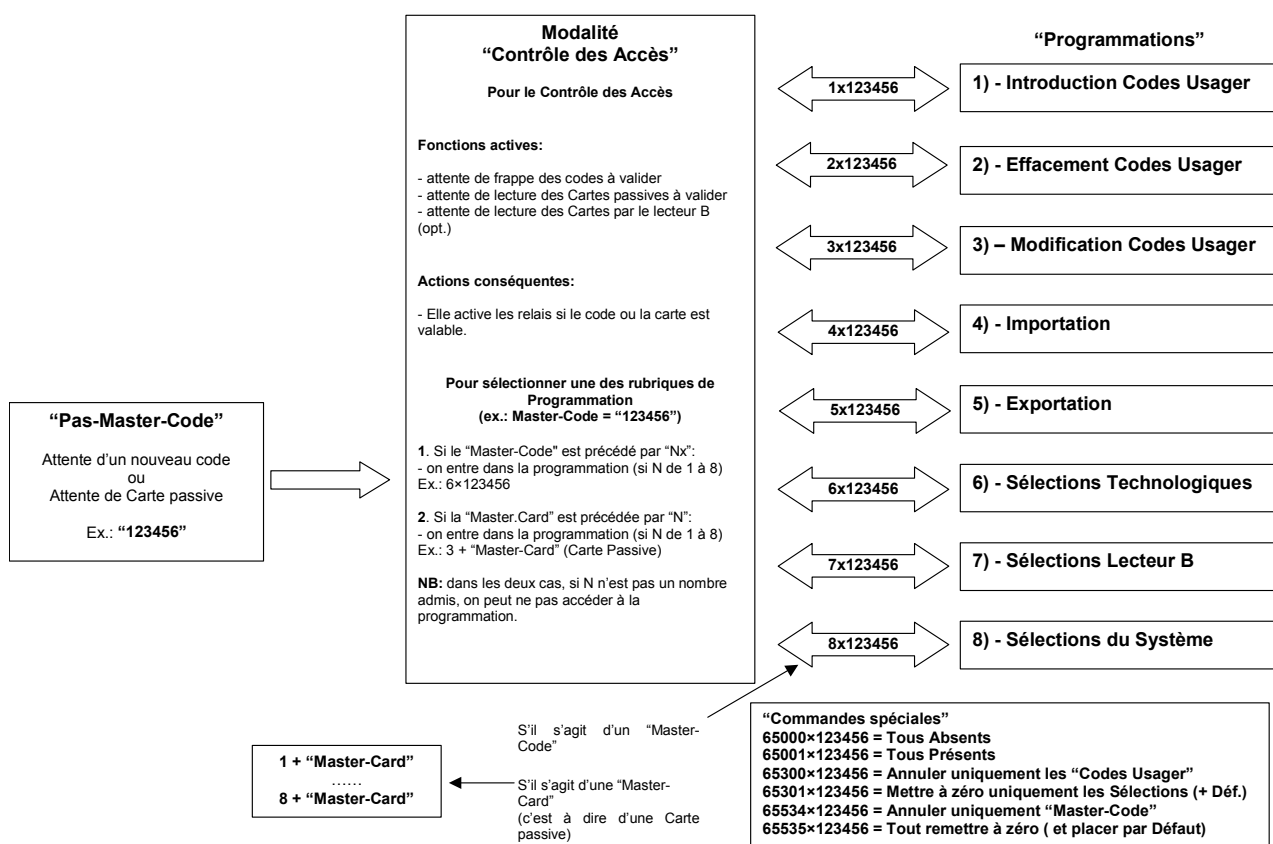 “Pas-Master-Code”
Attente d’un nouveau code
ou
Attente de Carte passive
Ex.: “123456”
Modalité
“Contrôle des Accès”
Pour le Contrôle des Accès
Fonctions actives:
- attente de frappe des codes à valider
- attente de lecture des Cartes passives à valider
- attente de lecture des Cartes par le lecteur B
(opt.)
Actions conséquentes:
- Elle active les relais si le code ou la carte est
valable.
Pour sélectionner une des rubriques de
Programmation
(ex.: Master-Code = “123456”)
1. Si le “Master-Code" est précédé par “Nx”:
- on entre dans la programmation (si N de 1 à 8)
Ex.: 6×123456
2. Si la “Master.Card” est précédée par “N”:
- on entre dans la programmation (si N de 1 à 8)
Ex.: 3 + “Master-Card” (Carte Passive)
NB: dans les deux cas, si N n’est pas un nombre
admis, on peut ne pas accéder à la
programmation.
“Programmations”
1x123456
1) - Introduction Codes Usager
2x123456
2) - Effacement Codes Usager
3x123456
3) – Modification Codes Usager
4x123456
4) - Importation
5x123456
5) - Exportation
6x123456
6) - Sélections Technologiques
7x123456
7) - Sélections Lecteur B
8x123456
8) - Sélections du Système
S’il s’agit d’un “Master-
Code”
S’il s’agit d’une “Master-
Card”
(c’est à dire d’une Carte
passive)
1 + “Master-Card”
……
8 + “Master-Card”
“Commandes spéciales”
65000×123456 = Tous Absents
65001×123456 = Tous Présents
65300×123456 = Annuler uniquement les “Codes Usager”
65301×123456 = Mettre à zéro uniquement les Sélections (+ Déf.)
65534×123456 = Annuler uniquement “Master-Code”
65535×123456 = Tout remettre à zéro ( et placer par Défaut)